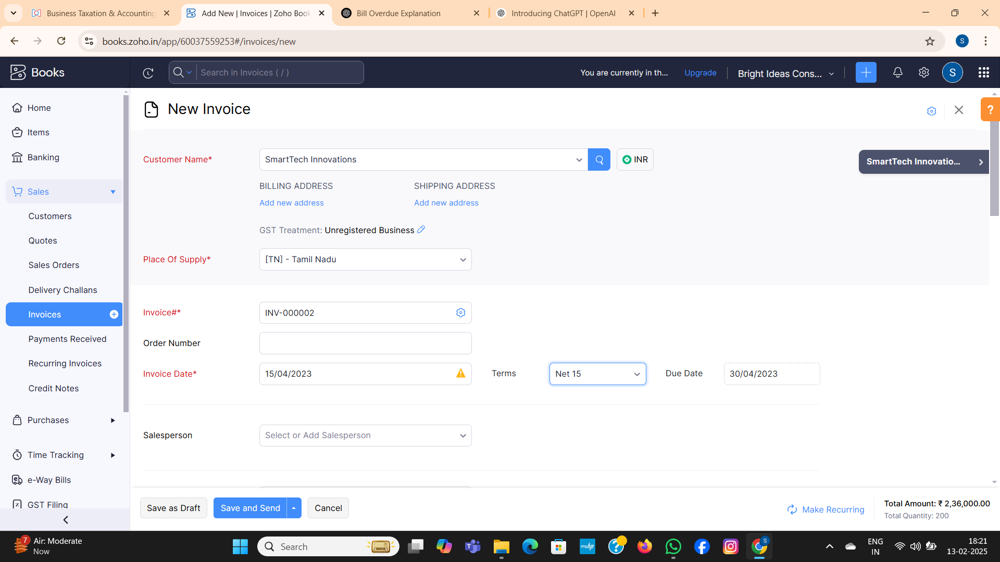 Business Taxation & Accounting
Add New | Invoices | Zoho Book
Bill Overdue Explanation
Introducing ChatGPT | OpenAI
books.zoho.in/app/60037559253#/invoices/new
S
Books
Search in Invoices ( / )
You are currently in th...
Upgrade
Bright Ideas Cons...
S
Home
Items
Banking
Sales
Customers
Quotes
Sales Orders
Delivery Challans
Invoices
Payments Received
Recurring Invoices
Credit Notes
Purchases
Time Tracking
e-Way Bills
GST Filing
New Invoice
?
Customer Name*
SmartTech Innovations
INR
SmartTech Innovatio...
BILLING ADDRESS
SHIPPING ADDRESS
Add new address
Add new address
GST Treatment: Unregistered Business
Place Of Supply*
[TN] - Tamil Nadu
Invoice#*
INV-000002
Order Number
Invoice Date*
15/04/2023
Terms
Net 15
Due Date
30/04/2023
Salesperson
Select or Add Salesperson
Save as Draft
Save and Send
Cancel
Make Recurring
Total Amount: ₹ 2,36,000.00
Total Quantity: 200
7
Air: Moderate
Now
Search
myhp
S
ENG
IN
18:21
13-02-2025